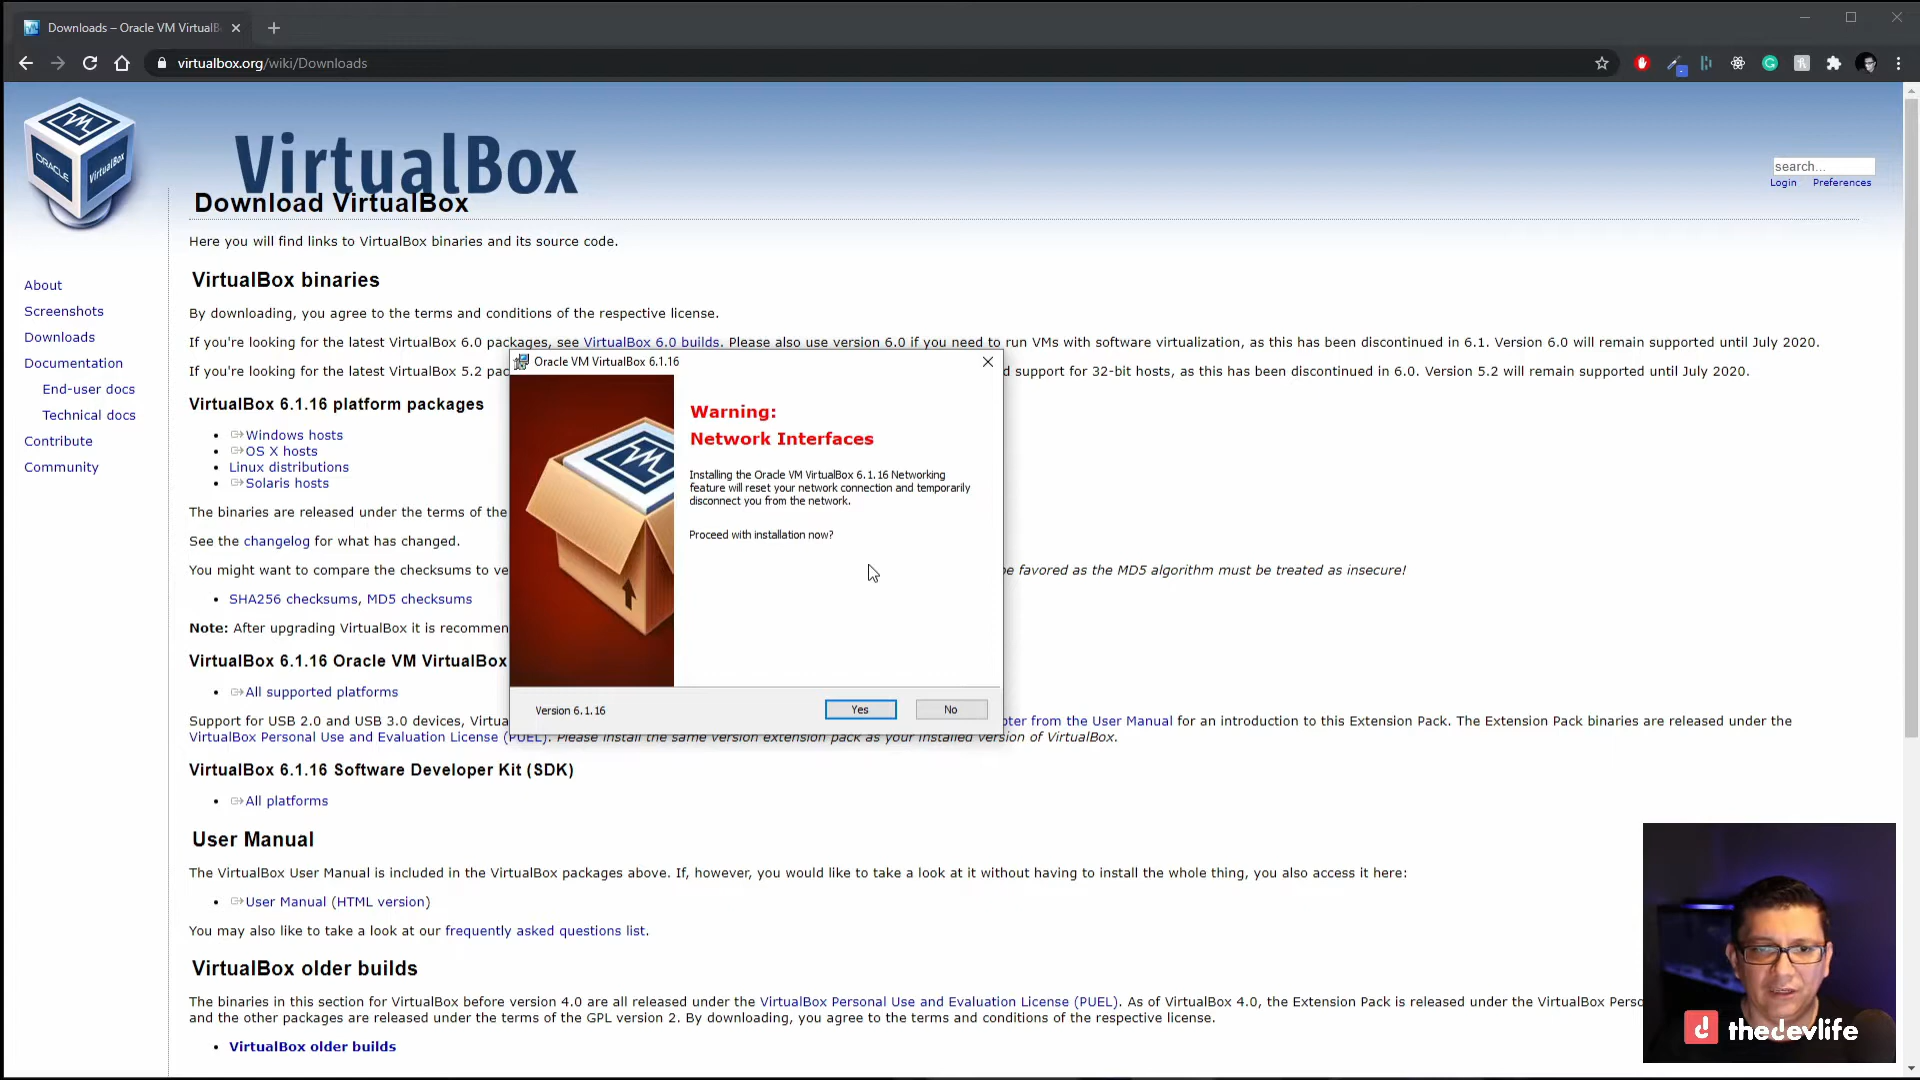 Downloads – Oracle VM VirtualB
virtualbox.org/wiki/Downloads
ORACLE
VirtualBox
VirtualBox
search...
Login Preferences
Download VirtualBox
Here you will find links to VirtualBox binaries and its source code.
VirtualBox binaries
About
Screenshots
Downloads
Documentation
End-user docs
Technical docs
Contribute
Community
By downloading, you agree to the terms and conditions of the respective license.
If you're looking for the latest VirtualBox 6.0 packages, see VirtualBox 6.0 builds. Please also use version 6.0 if you need to run VMs with software virtualization, as this has been discontinued in 6.1. Version 6.0 will remain supported until July 2020.
If you're looking for the latest VirtualBox 5.2 pac
d support for 32-bit hosts, as this has been discontinued in 6.0. Version 5.2 will remain supported until July 2020.
VirtualBox 6.1.16 platform packages
Windows hosts
OS X hosts
Linux distributions
Solaris hosts
The binaries are released under the terms of the
See the changelog for what has changed.
You might want to compare the checksums to ve
be favored as the MD5 algorithm must be treated as insecure!
SHA256 checksums, MD5 checksums
Note: After upgrading VirtualBox it is recommen
VirtualBox 6.1.16 Oracle VM VirtualBox
All supported platforms
Support for USB 2.0 and USB 3.0 devices, Virtua
pter from the User Manual for an introduction to this Extension Pack. The Extension Pack binaries are released under the
VirtualBox Personal Use and Evaluation License (PUEL). Please install the same version extension pack as your installed version of VirtualBox.
Oracle VM VirtualBox 6.1.16
Warning:
Network Interfaces
Installing the Oracle VM VirtualBox 6.1.16 Networking
feature will reset your network connection and temporarily
disconnect you from the network.
Proceed with installation now?
Version 6.1.16
Yes
No
VirtualBox 6.1.16 Software Developer Kit (SDK)
All platforms
User Manual
The VirtualBox User Manual is included in the VirtualBox packages above. If, however, you would like to take a look at it without having to install the whole thing, you also access it here:
User Manual (HTML version)
You may also like to take a look at our frequently asked questions list.
VirtualBox older builds
The binaries in this section for VirtualBox before version 4.0 are all released under the VirtualBox Personal Use and Evaluation License (PUEL). As of VirtualBox 4.0, the Extension Pack is released under the VirtualBox Perso
and the other packages are released under the terms of the GPL version 2. By downloading, you agree to the terms and conditions of the respective license.
VirtualBox older builds
thedevlife